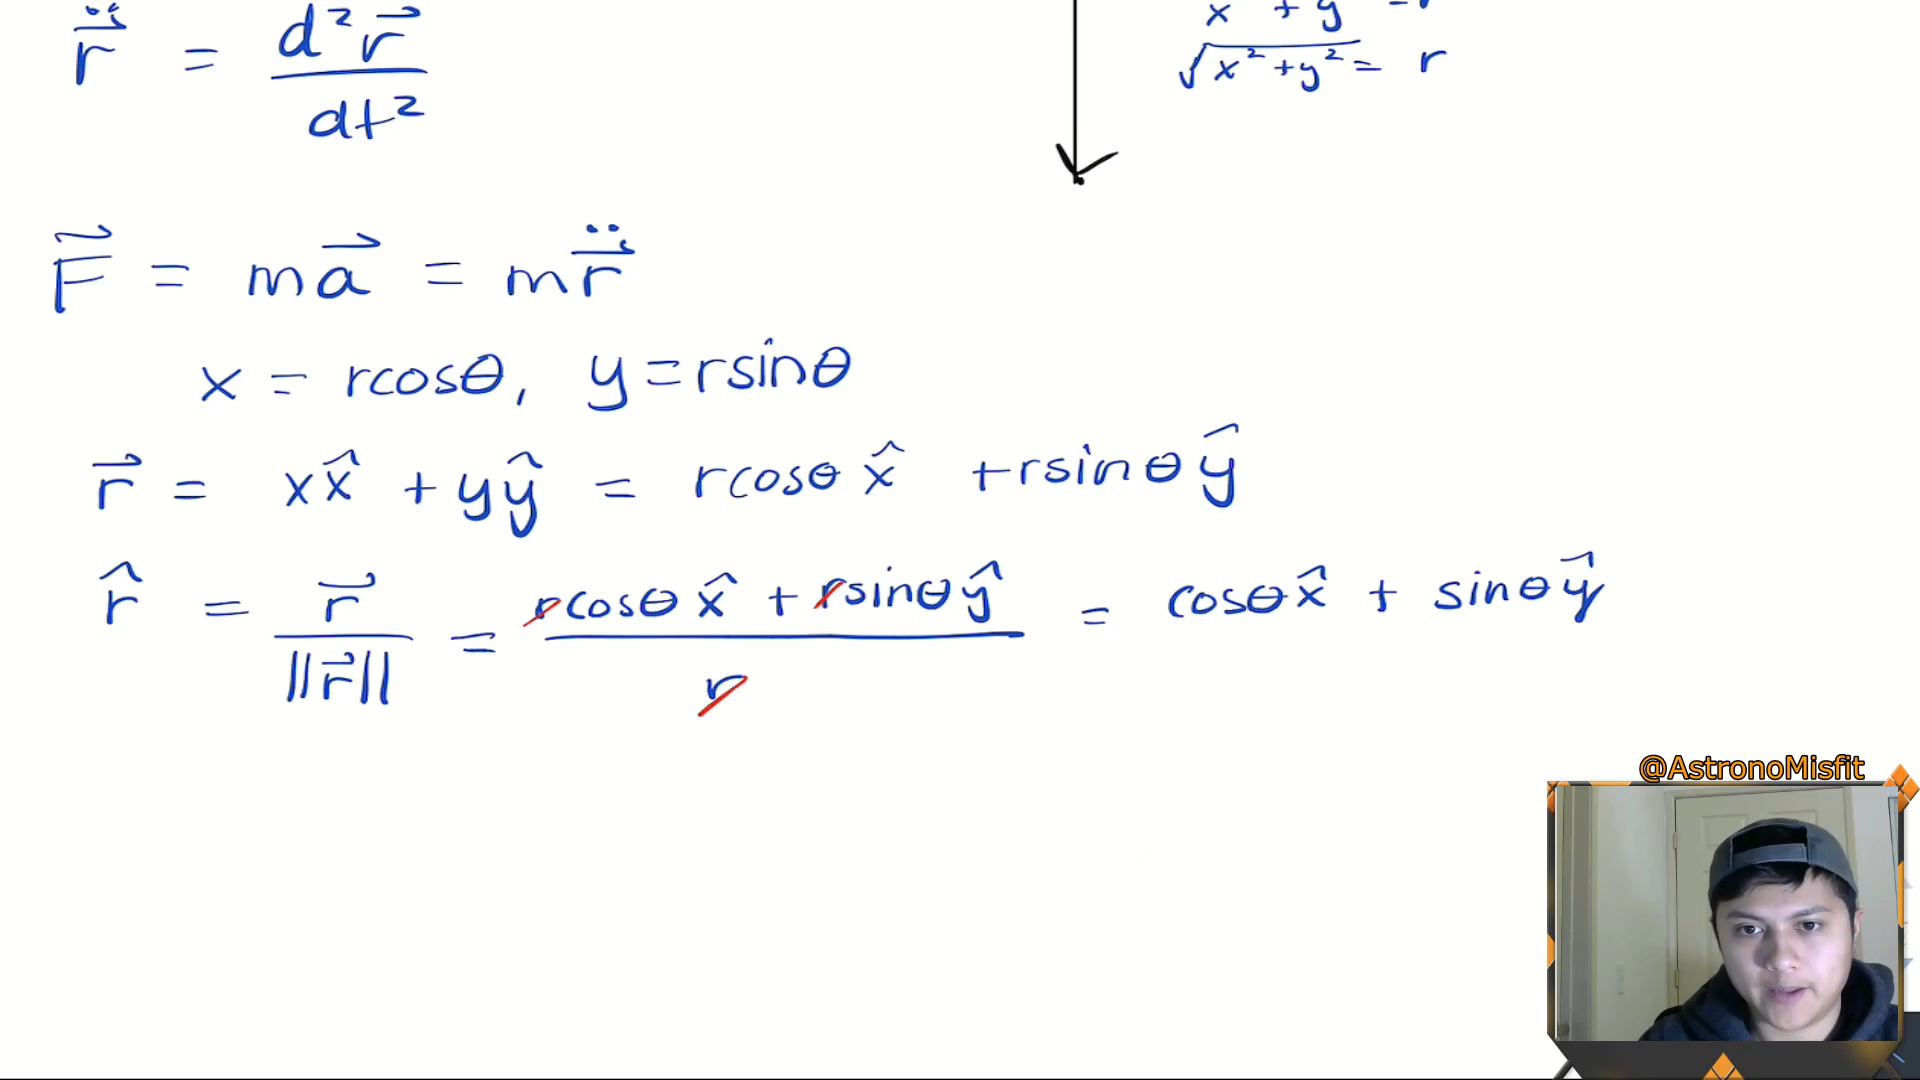 r⃗̈ = d²r⃗ / dt²
√(x² + y²) = r
F⃗ = ma⃗ = mr⃗̈
x = rcosθ, y = rsinθ
r⃗ = xx̂ + yŷ = rcosθ x̂ + rsinθ ŷ
r̂ = r⃗ / ||r⃗|| = (rcosθ x̂ + rsinθ ŷ) / r = cosθ x̂ + sinθ ŷ
@AstronoMisfit